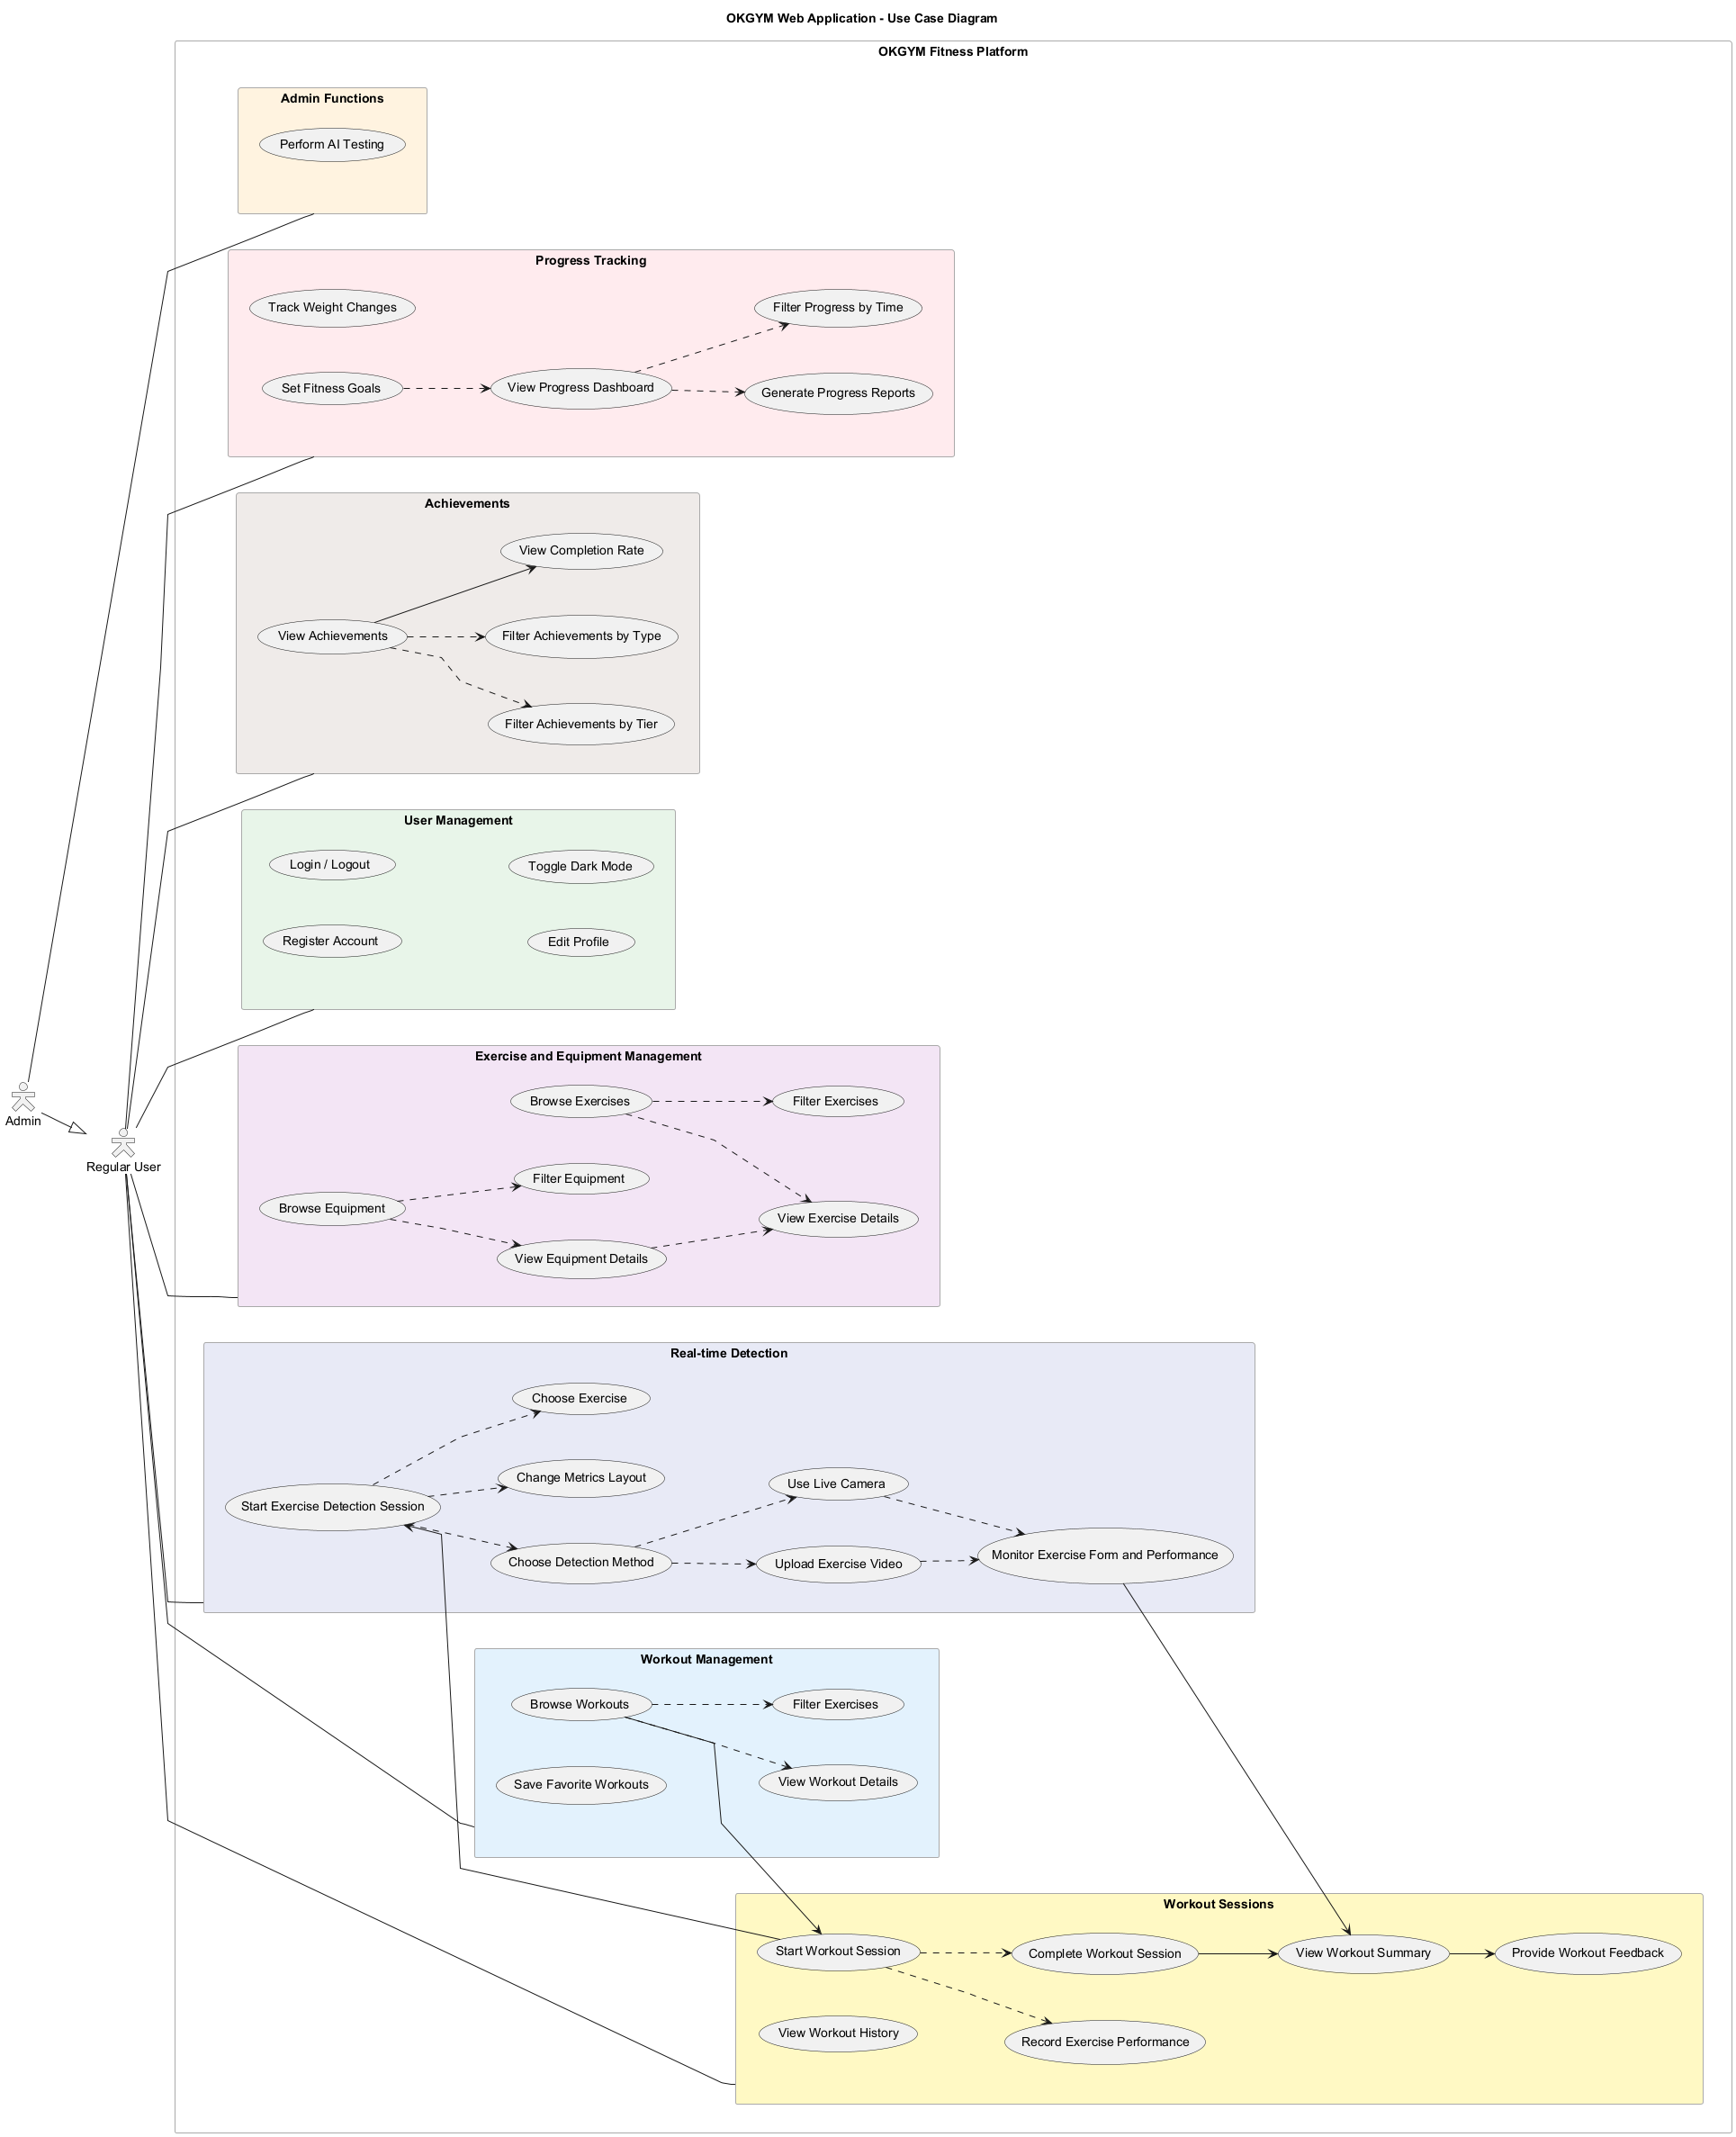 OKGYM Web Application - Use Case Diagram
OKGYM Fitness Platform
Admin Functions
Perform AI Testing
Progress Tracking
Track Weight Changes
Filter Progress by Time
Set Fitness Goals
View Progress Dashboard
Generate Progress Reports
Achievements
View Completion Rate
View Achievements
Filter Achievements by Type
Filter Achievements by Tier
User Management
Login / Logout
Toggle Dark Mode
Register Account
Edit Profile
Admin
Regular User
Exercise and Equipment Management
Browse Exercises
Filter Exercises
Filter Equipment
Browse Equipment
View Exercise Details
View Equipment Details
Real-time Detection
Choose Exercise
Change Metrics Layout
Use Live Camera
Start Exercise Detection Session
Choose Detection Method
Upload Exercise Video
Monitor Exercise Form and Performance
Workout Management
Browse Workouts
Filter Exercises
Save Favorite Workouts
View Workout Details
Workout Sessions
Start Workout Session
Complete Workout Session
View Workout Summary
Provide Workout Feedback
View Workout History
Record Exercise Performance